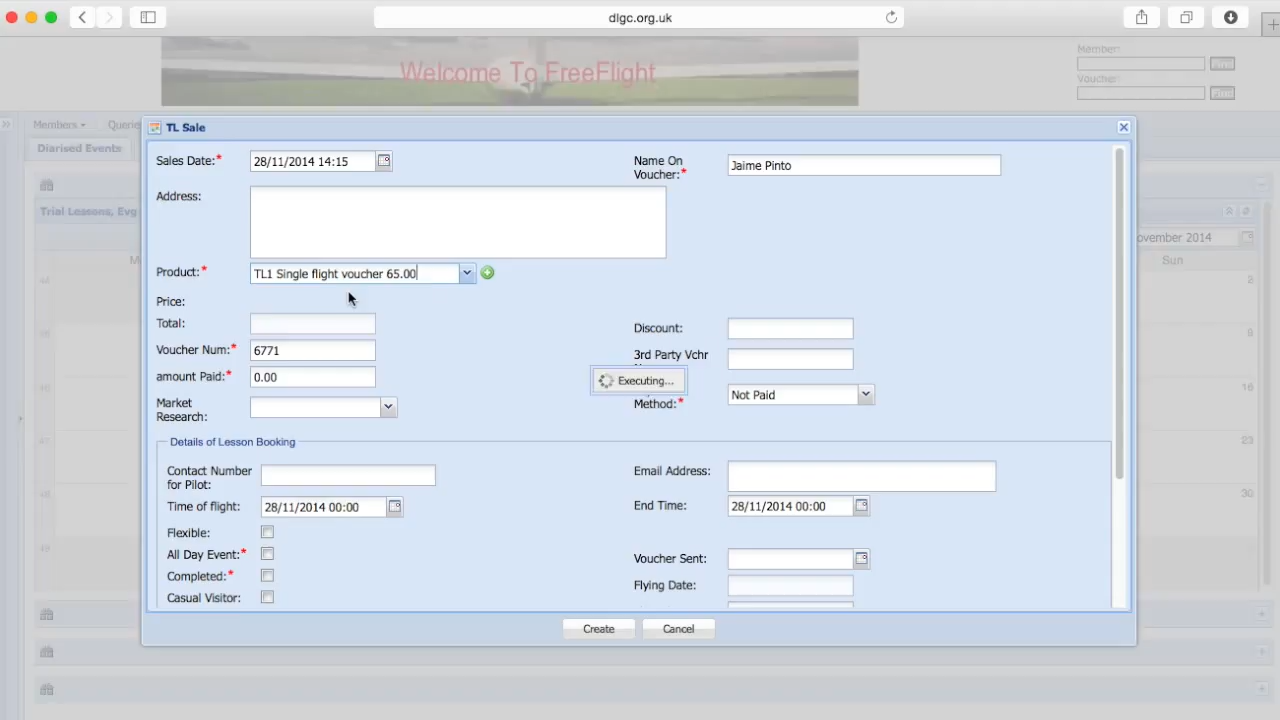 dlgc.org.uk
Welcome To FreeFlight
Member:
Find
Voucher:
Find
Members
Diarised Events
TL Sale
Sales Date:* 28/11/2014 14:15
Name On Voucher:* Jaime Pinto
Address:
Product:* TL1 Single flight voucher 65.00
Price:
Total:
Discount:
Voucher Num:* 6771
3rd Party Vchr
amount Paid:* 0.00
Executing...
Method:* Not Paid
Market Research:
Details of Lesson Booking
Contact Number for Pilot:
Email Address:
Time of flight: 28/11/2014 00:00
End Time: 28/11/2014 00:00
Flexible:
All Day Event:*
Voucher Sent:
Completed:*
Flying Date:
Casual Visitor:
Create
Cancel
Trial Lessons, Evg
ovember 2014
Sun
44
2
9
16
47
23
30
49